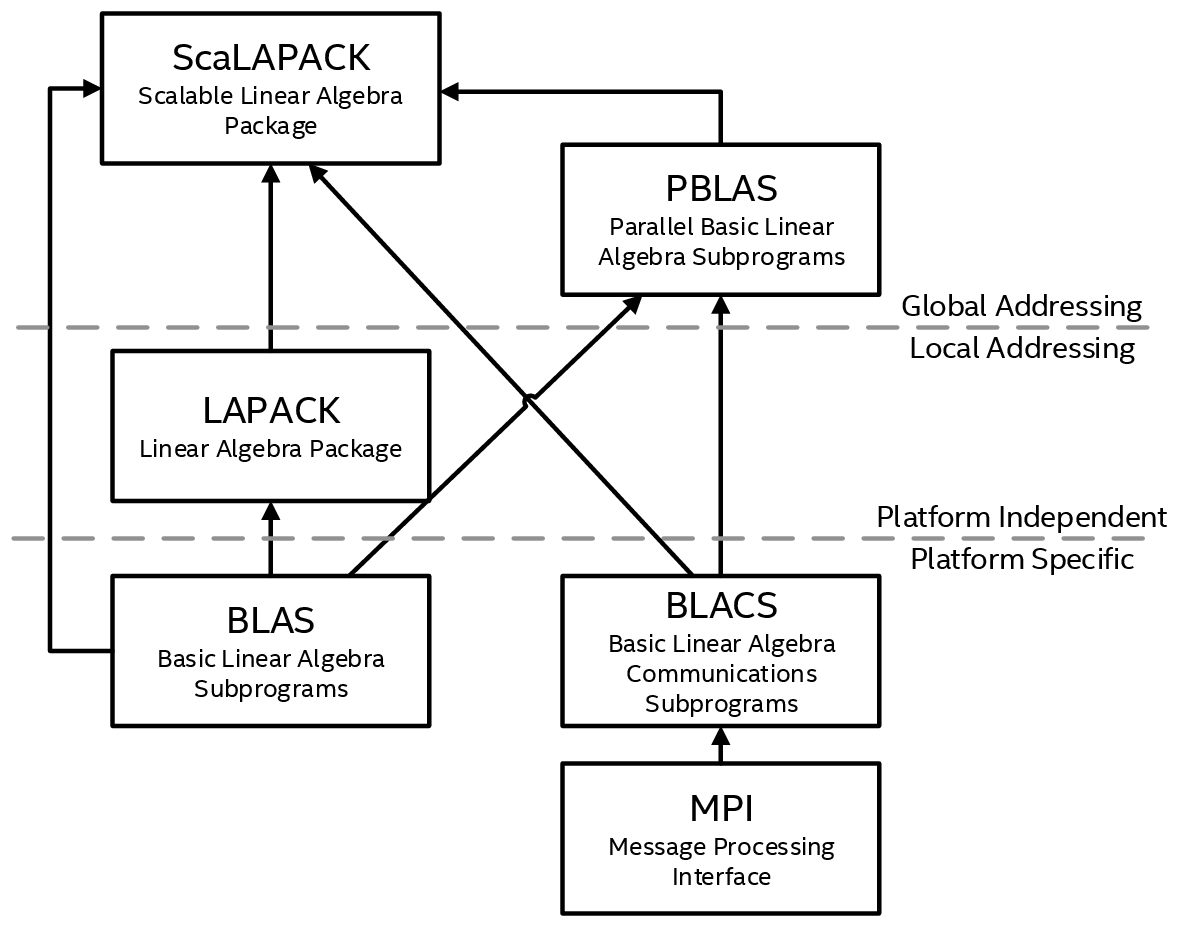 ScaLAPACK
Scalable Linear Algebra
Package
PBLAS
Parallel Basic Linear
Algebra Subprograms
Global Addressing
Local Addressing
LAPACK
Linear Algebra Package
Platform Independent
Platform Specific
BLAS
Basic Linear Algebra
Subprograms
BLACS
Basic Linear Algebra
Communications
Subprograms
MPI
Message Processing
Interface